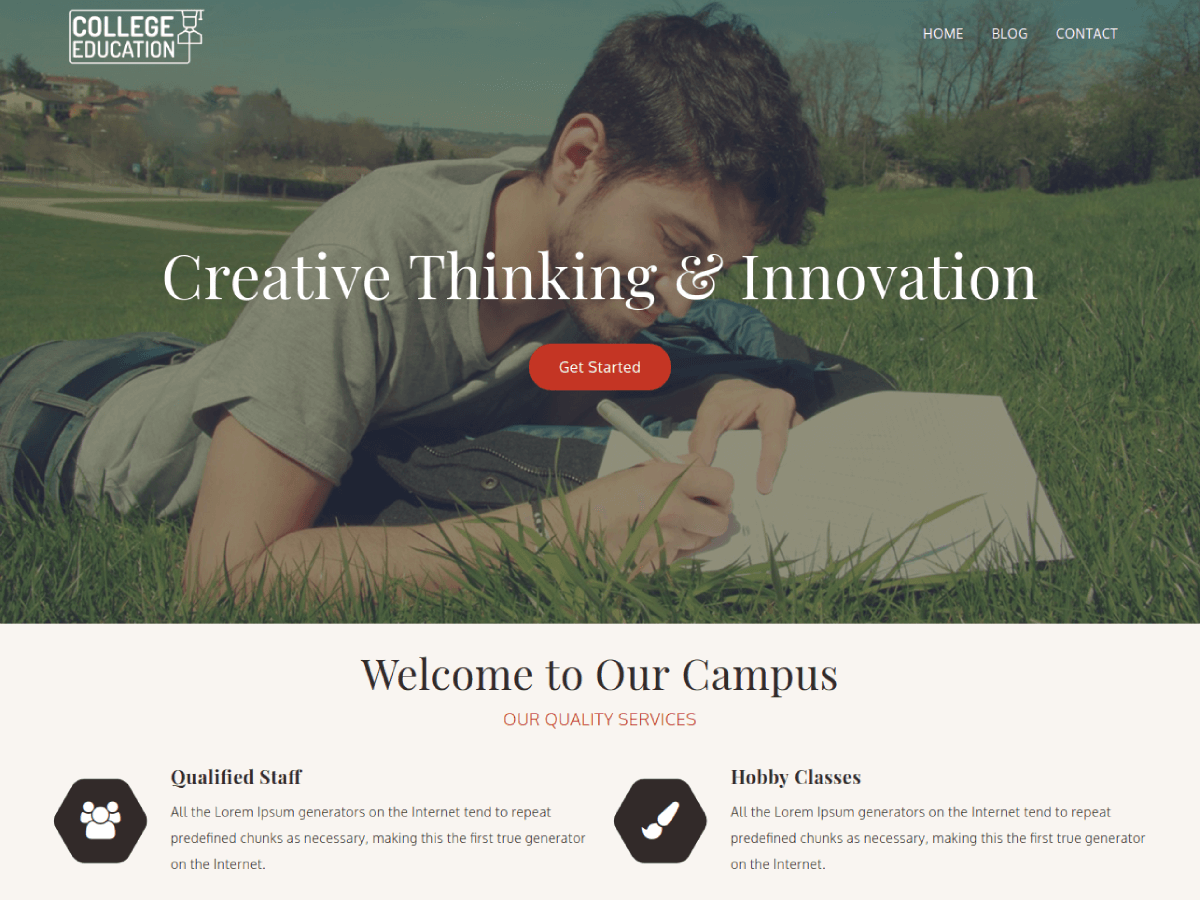 COLLEGE
EDUCATION
HOME BLOG CONTACT
Creative Thinking & Innovation
Get Started
Welcome to Our Campus
OUR QUALITY SERVICES
Qualified Staff
All the Lorem Ipsum generators on the Internet tend to repeat
predefined chunks as necessary, making this the first true generator
on the Internet.
Hobby Classes
All the Lorem Ipsum generators on the Internet tend to repeat
predefined chunks as necessary, making this the first true generator
on the Internet.